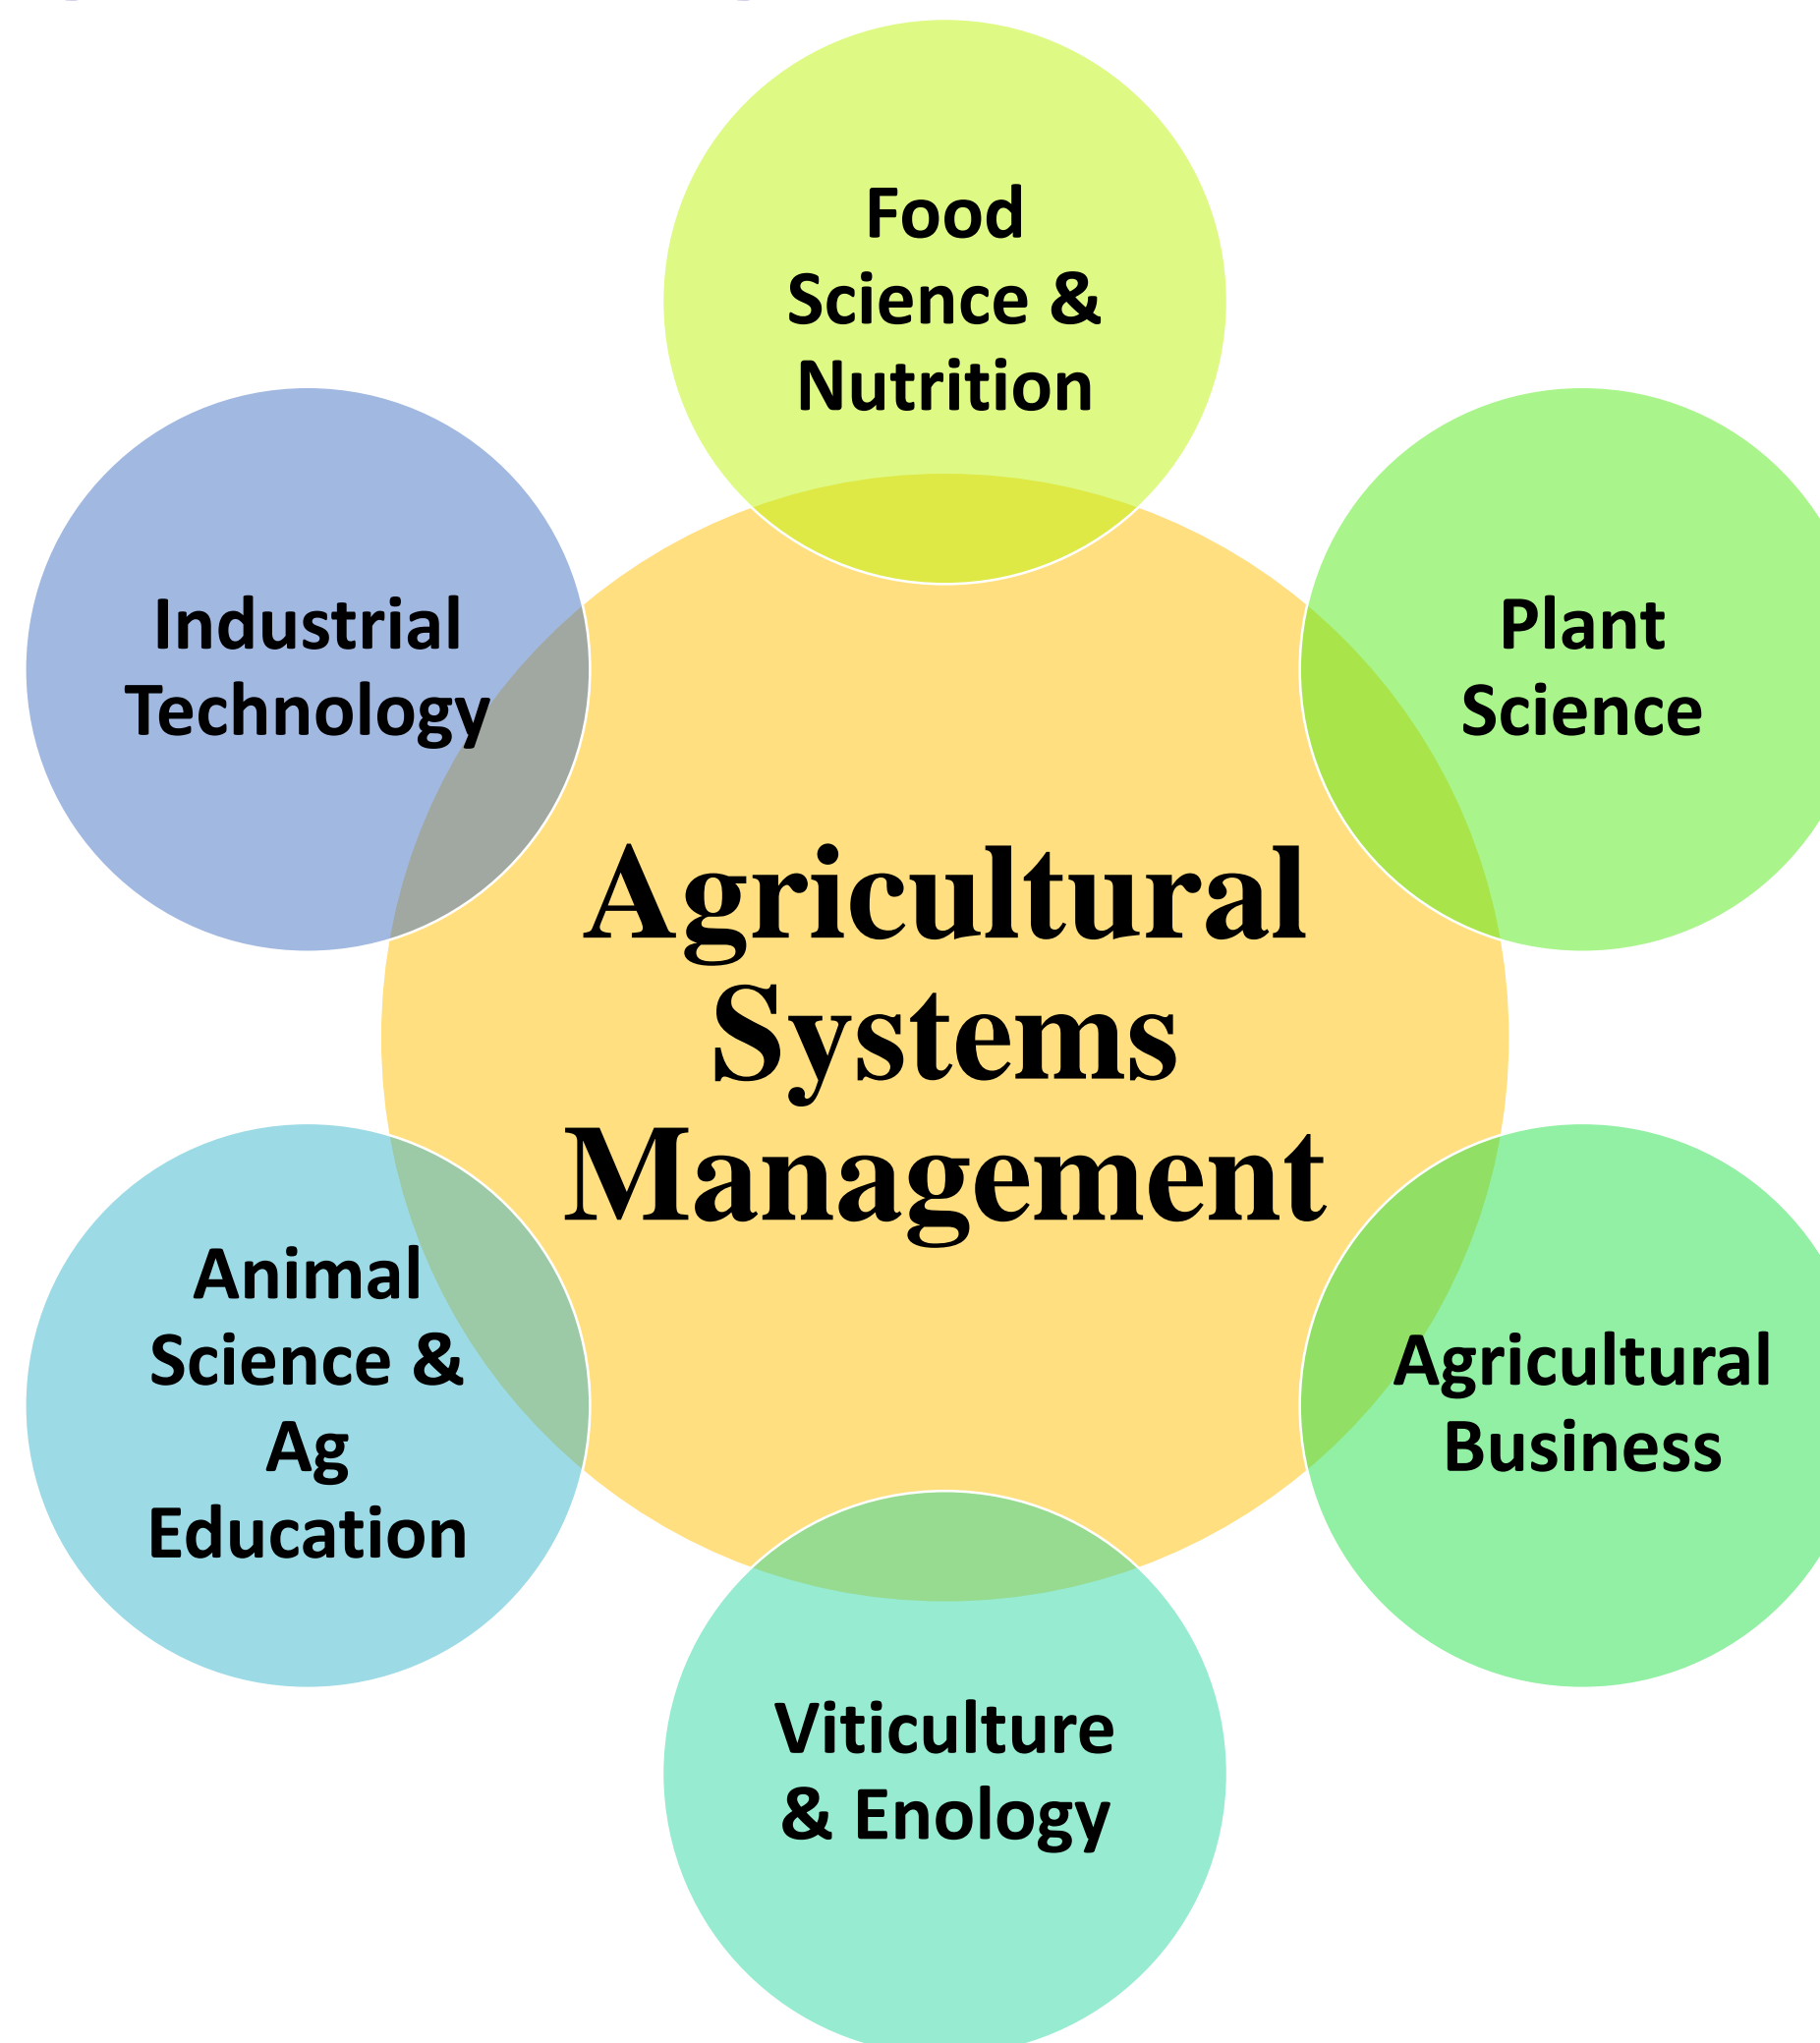 Food
Science &
Nutrition
Industrial
Technology
Plant
Science
Agricultural
Systems
Management
Animal
Science &
Ag
Education
Agricultural
Business
Viticulture
& Enology